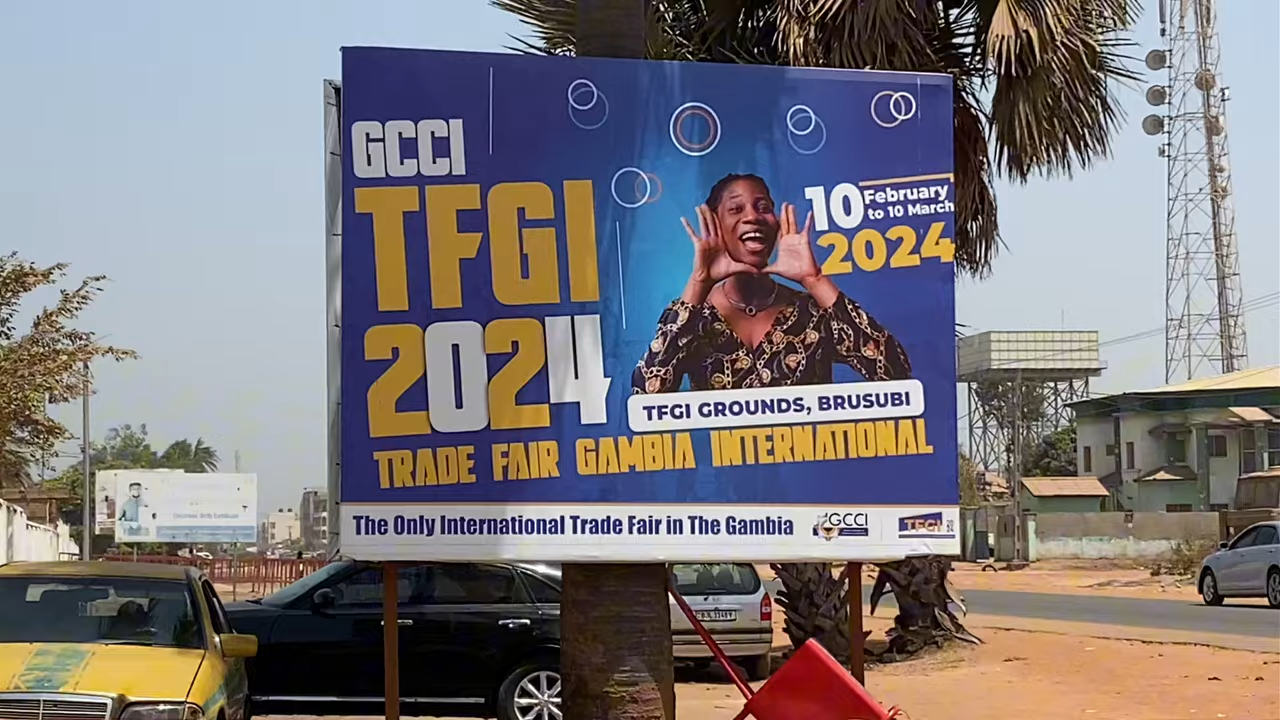 GCCI
TFGI
2024
TRADE FAIR GAMBIA INTERNATIONAL
10 February
to 10 March
2024
TFGI GROUNDS, BRUSUBI
The Only International Trade Fair in The Gambia
GCCI
TFGI